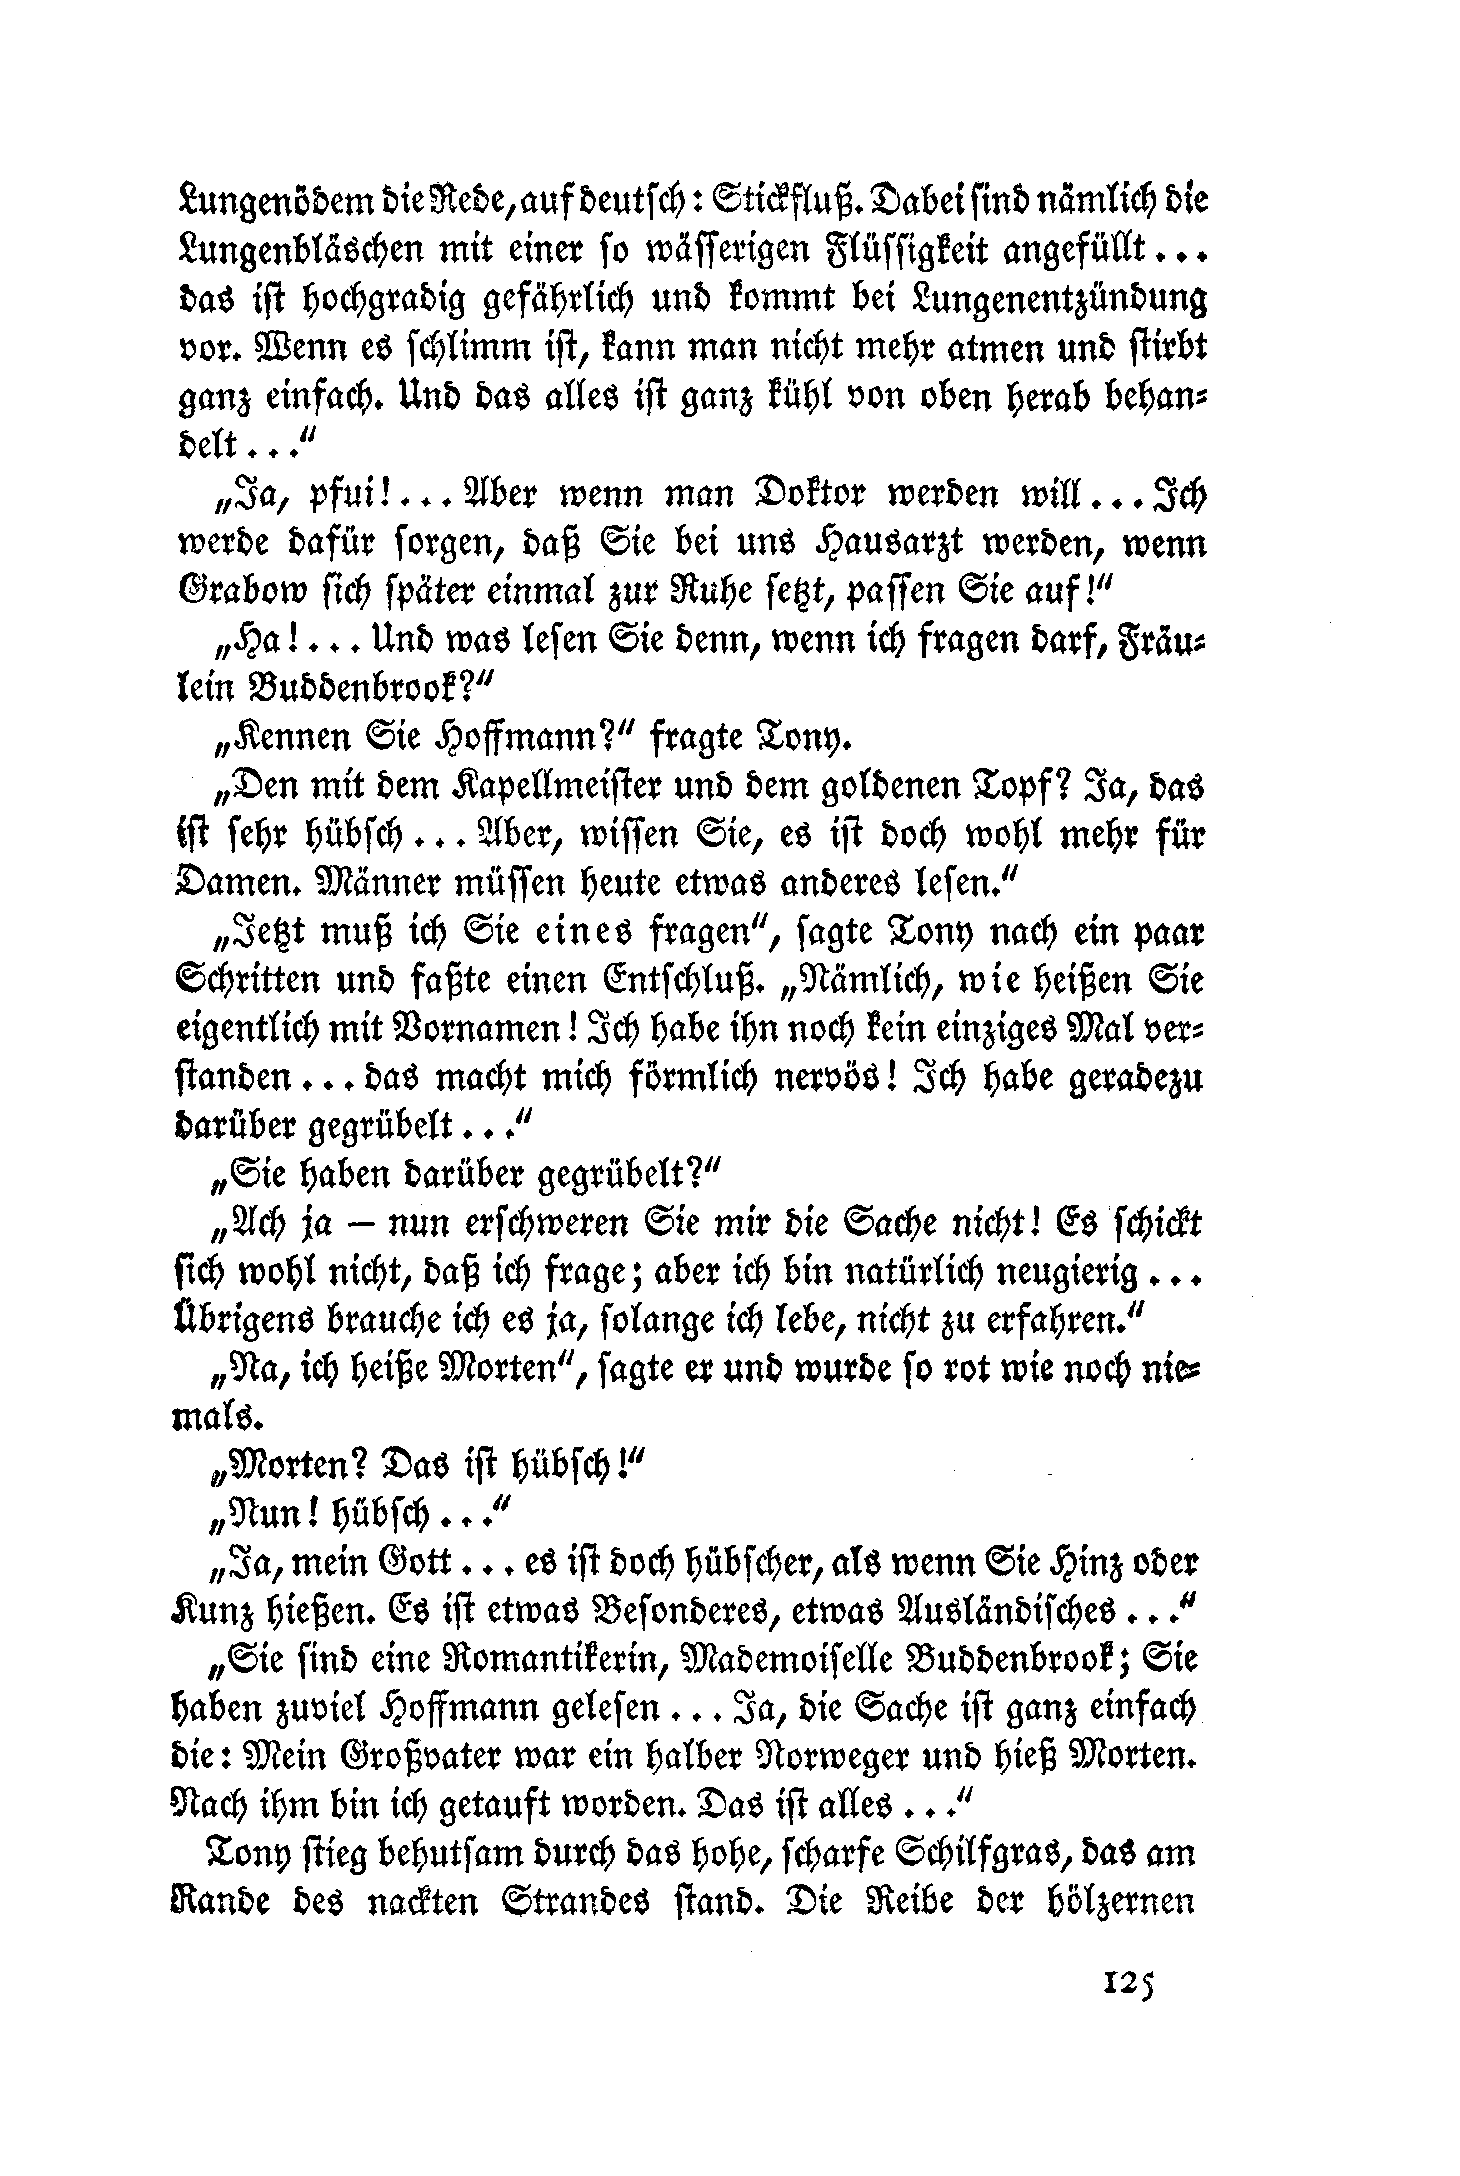 Lungenödem die Rede, auf deutsch: Stickfluß. Dabei sind nämlich die
Lungenbläschen mit einer so wässerigen Flüssigkeit angefüllt...
das ist hochgradig gefährlich und kommt bei Lungenentzündung
vor. Wenn es schlimm ist, kann man nicht mehr atmen und stirbt
ganz einfach. Und das alles ist ganz kühl von oben herab behan-
delt..."
„Ja, pfui!... Aber wenn man Doktor werden will... Ich
werde dafür sorgen, daß Sie bei uns Hausarzt werden, wenn
Grabow sich später einmal zur Ruhe setzt, passen Sie auf!"
„Ha!... Und was lesen Sie denn, wenn ich fragen darf, Fräu-
lein Buddenbrook?"
„Kennen Sie Hoffmann?" fragte Tony.
„Den mit dem Kapellmeister und dem goldenen Topf? Ja, das
ist sehr hübsch... Aber, wissen Sie, es ist doch wohl mehr für
Damen. Männer müssen heute etwas anderes lesen."
„Jetzt muß ich Sie eines fragen", sagte Tony nach ein paar
Schritten und faßte einen Entschluß. „Nämlich, wie heißen Sie
eigentlich mit Vornamen! Ich habe ihn noch kein einziges Mal ver-
standen... das macht mich förmlich nervös! Ich habe geradezu
darüber gegrübelt..."
„Sie haben darüber gegrübelt?"
„Ach ja – nun erschweren Sie mir die Sache nicht! Es schickt
sich wohl nicht, daß ich frage; aber ich bin natürlich neugierig...
Übrigens brauche ich es ja, solange ich lebe, nicht zu erfahren."
„Na, ich heiße Morten", sagte er und wurde so rot wie noch nie-
mals.
„Morten? Das ist hübsch!"
„Nun! hübsch..."
„Ja, mein Gott... es ist doch hübscher, als wenn Sie Hinz oder
Kunz hießen. Es ist etwas Besonderes, etwas Ausländisches..."
„Sie sind eine Romantikerin, Mademoiselle Buddenbrook; Sie
haben zuviel Hoffmann gelesen... Ja, die Sache ist ganz einfach
die: Mein Großvater war ein halber Norweger und hieß Morten.
Nach ihm bin ich getauft worden. Das ist alles..."
Tony stieg behutsam durch das hohe, scharfe Schilfgras, das am
Rande des nackten Strandes stand. Die Reihe der hölzernen
125